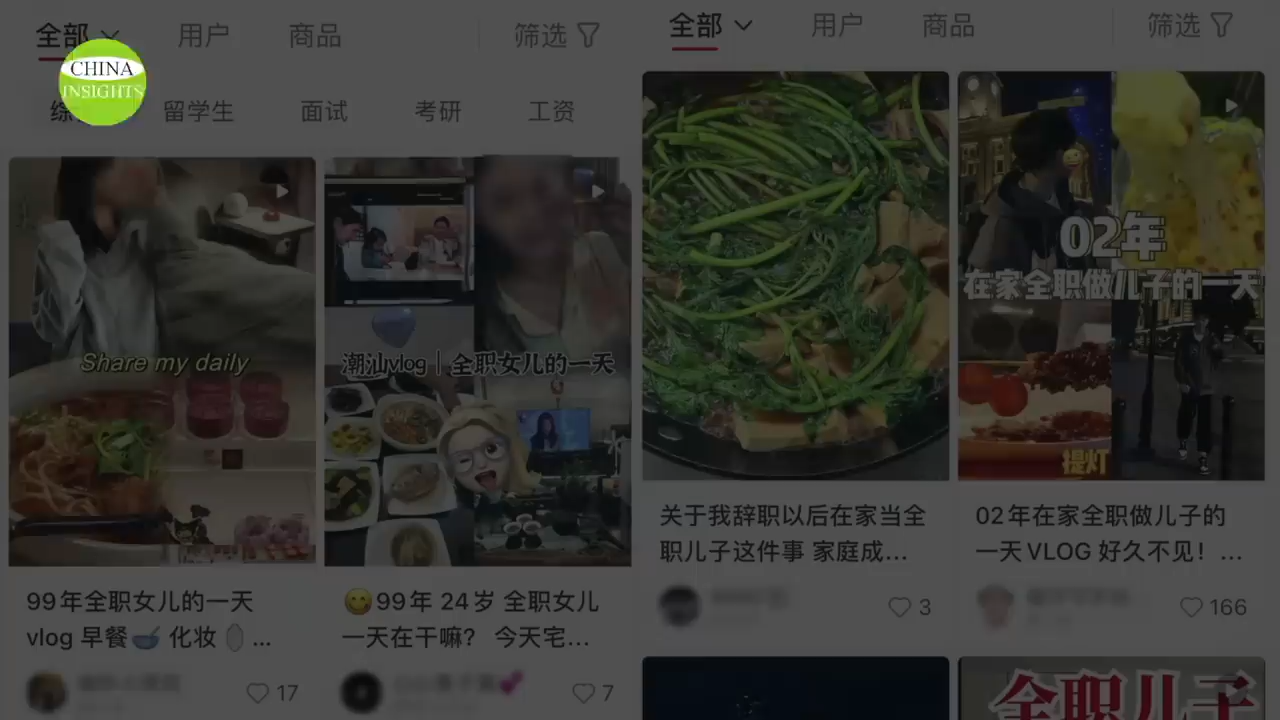 全部
用户
商品
筛选
CHINA
INSIGHTS
留学生
面试
考研
工资
Share my daily
潮汕vlog | 全职女儿的一天
99年全职女儿的一天
vlog 早餐🥣 化妆🪞 ...
17
😋99年 24岁 全职女儿
一天在干嘛？ 今天宅...
7
全部
用户
商品
筛选
02年
在家全职做儿子的一天
提灯
关于我辞职以后在家当全
职儿子这件事 家庭成...
3
02年在家全职做儿子的
一天VLOG 好久不见！...
166
全职儿子